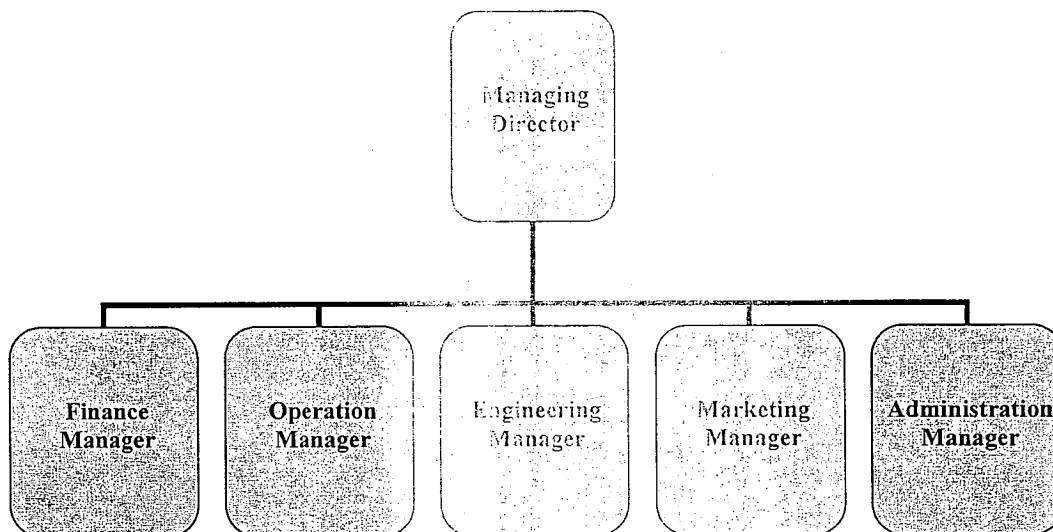 Managing
Director
Finance
Manager
Operation
Manager
Engineering
Manager
Marketing
Manager
Administration
Manager